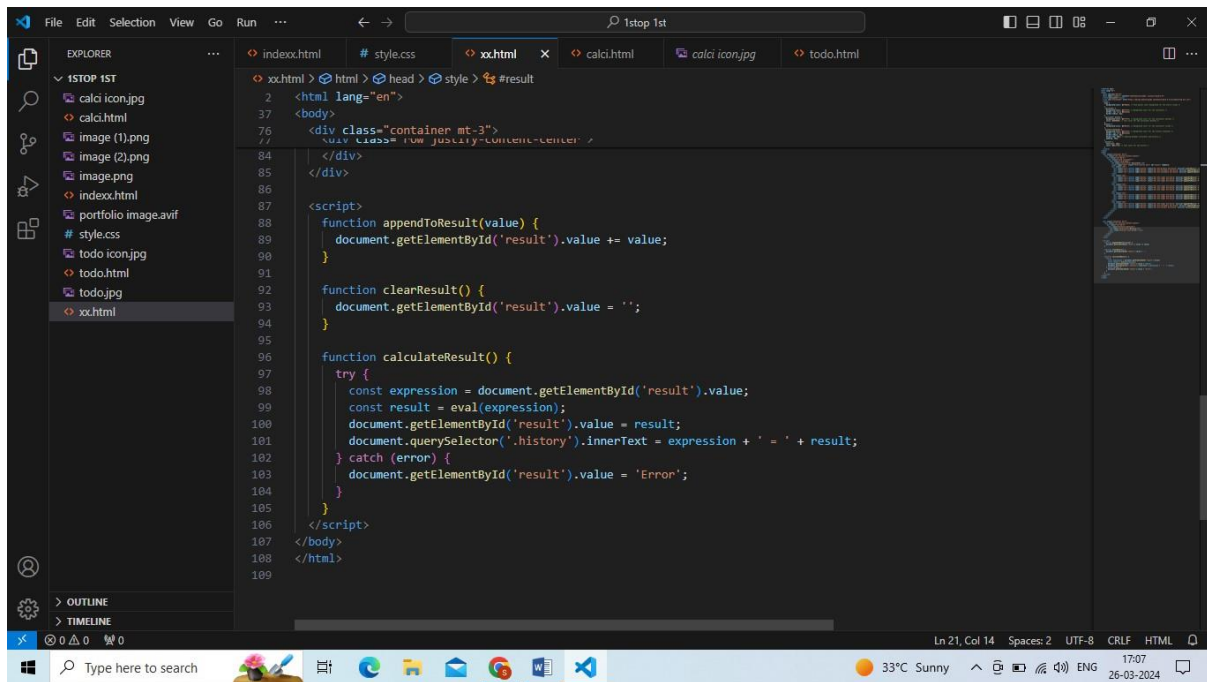 File Edit Selection View Go Run ··· ← → 1stop 1st
EXPLORER ···
1STOP 1ST
calci icon.jpg
calci.html
image (1).png
image (2).png
image.png
indexx.html
portfolio image.avif
# style.css
todo icon.jpg
todo.html
todo.jpg
xx.html
OUTLINE
TIMELINE
indexx.html # style.css xx.html × calci.html calci icon.jpg todo.html
xx.html > html > head > style > #result
2 <html lang="en">
37 <body>
76 <div class="container mt-3">
77 <div class="row justify-content-center">
84 </div>
85 </div>
86
87 <script>
88 function appendToResult(value) {
89 document.getElementById('result').value += value;
90 }
91
92 function clearResult() {
93 document.getElementById('result').value = '';
94 }
95
96 function calculateResult() {
97 try {
98 const expression = document.getElementById('result').value;
99 const result = eval(expression);
100 document.getElementById('result').value = result;
101 document.querySelector('.history').innerText = expression + ' = ' + result;
102 } catch (error) {
103 document.getElementById('result').value = 'Error';
104 }
105 }
106 </script>
107 </body>
108 </html>
109
0 0 0 Ln 21, Col 14 Spaces: 2 UTF-8 CRLF HTML
Type here to search 33°C Sunny ENG 17:07
26-03-2024